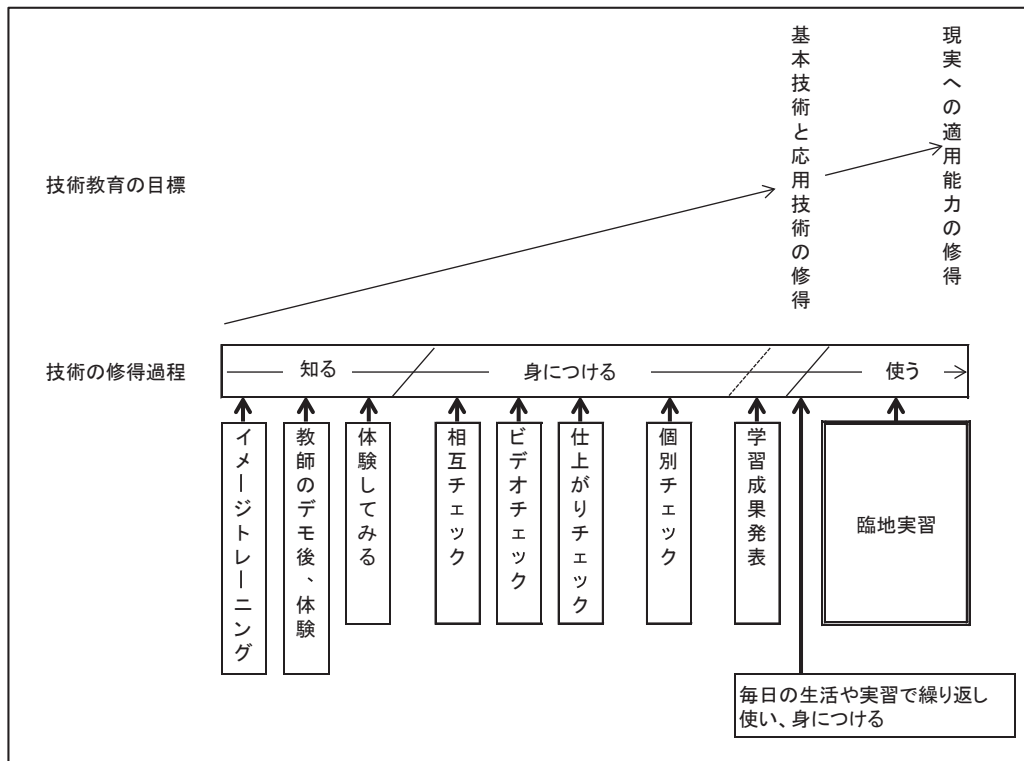 基本技術と応用技術の修得
現実への適用能力の修得
技術教育の目標
技術の修得過程
知る
身につける
使う
イメージトレーニング
教師のデモ後、体験
体験してみる
相互チェック
ビデオチェック
仕上がりチェック
個別チェック
学習成果発表
臨地実習
毎日の生活や実習で繰り返し
使い、身につける